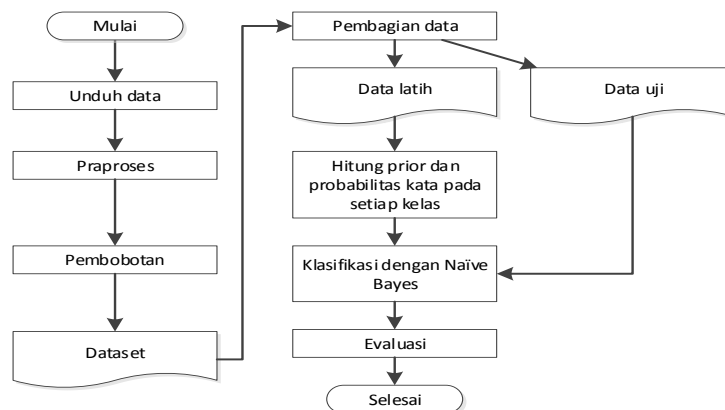 Mulai
Unduh data
Praproses
Pembobotan
Dataset
Pembagian data
Data latih
Data uji
Hitung prior dan
probabilitas kata pada
setiap kelas
Klasifikasi dengan Naïve
Bayes
Evaluasi
Selesai